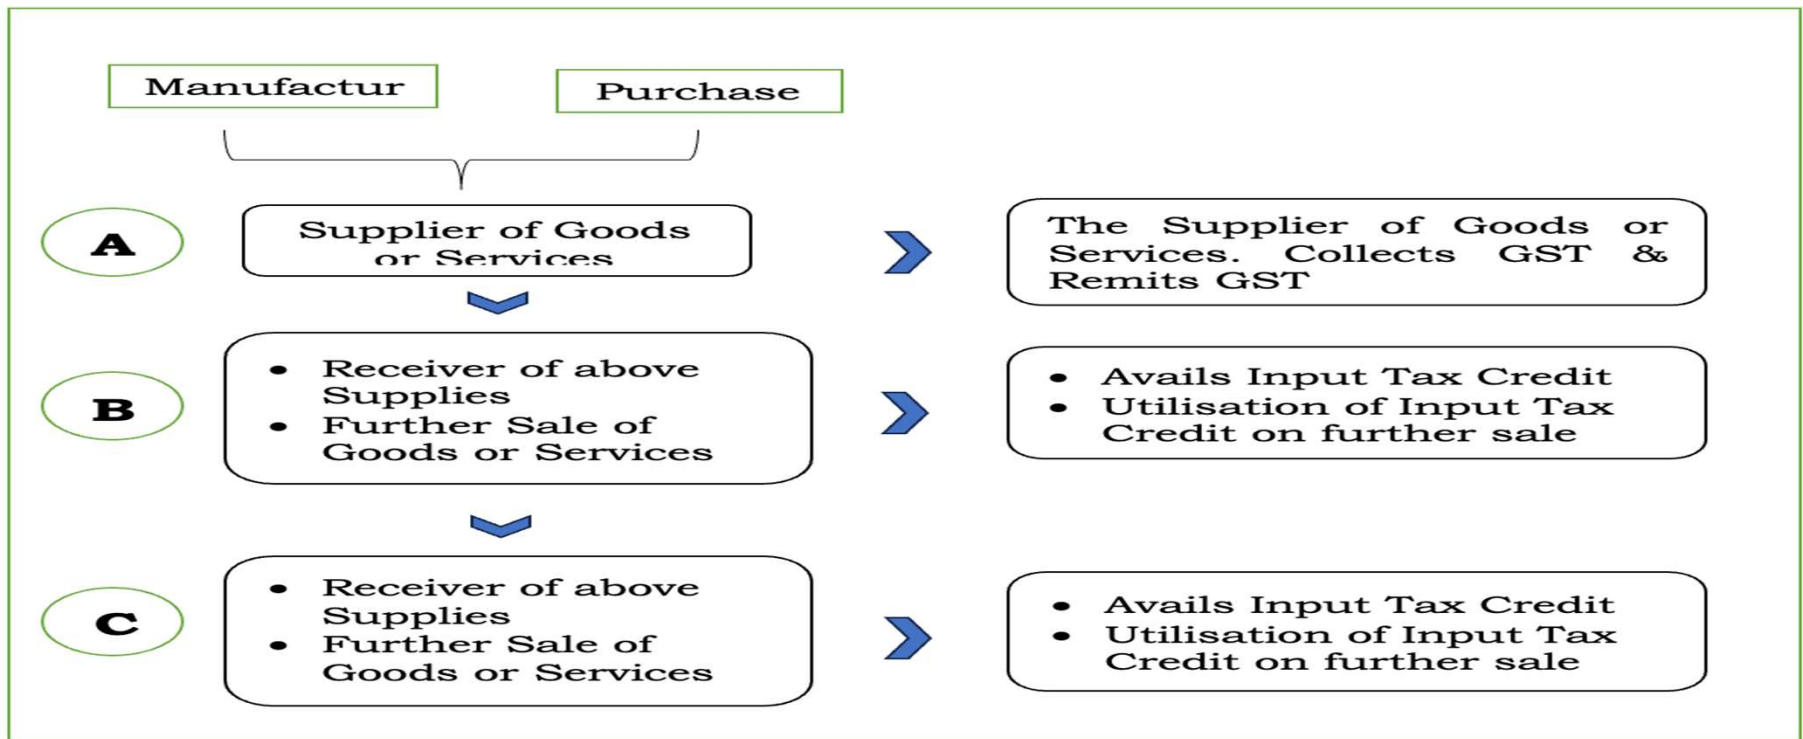 Manufactur
Purchase
A
Supplier of Goods
or Services
The Supplier of Goods or
Services. Collects GST &
Remits GST
B
• Receiver of above
Supplies
• Further Sale of
Goods or Services
• Avails Input Tax Credit
• Utilisation of Input Tax
Credit on further sale
C
• Receiver of above
Supplies
• Further Sale of
Goods or Services
• Avails Input Tax Credit
• Utilisation of Input Tax
Credit on further sale